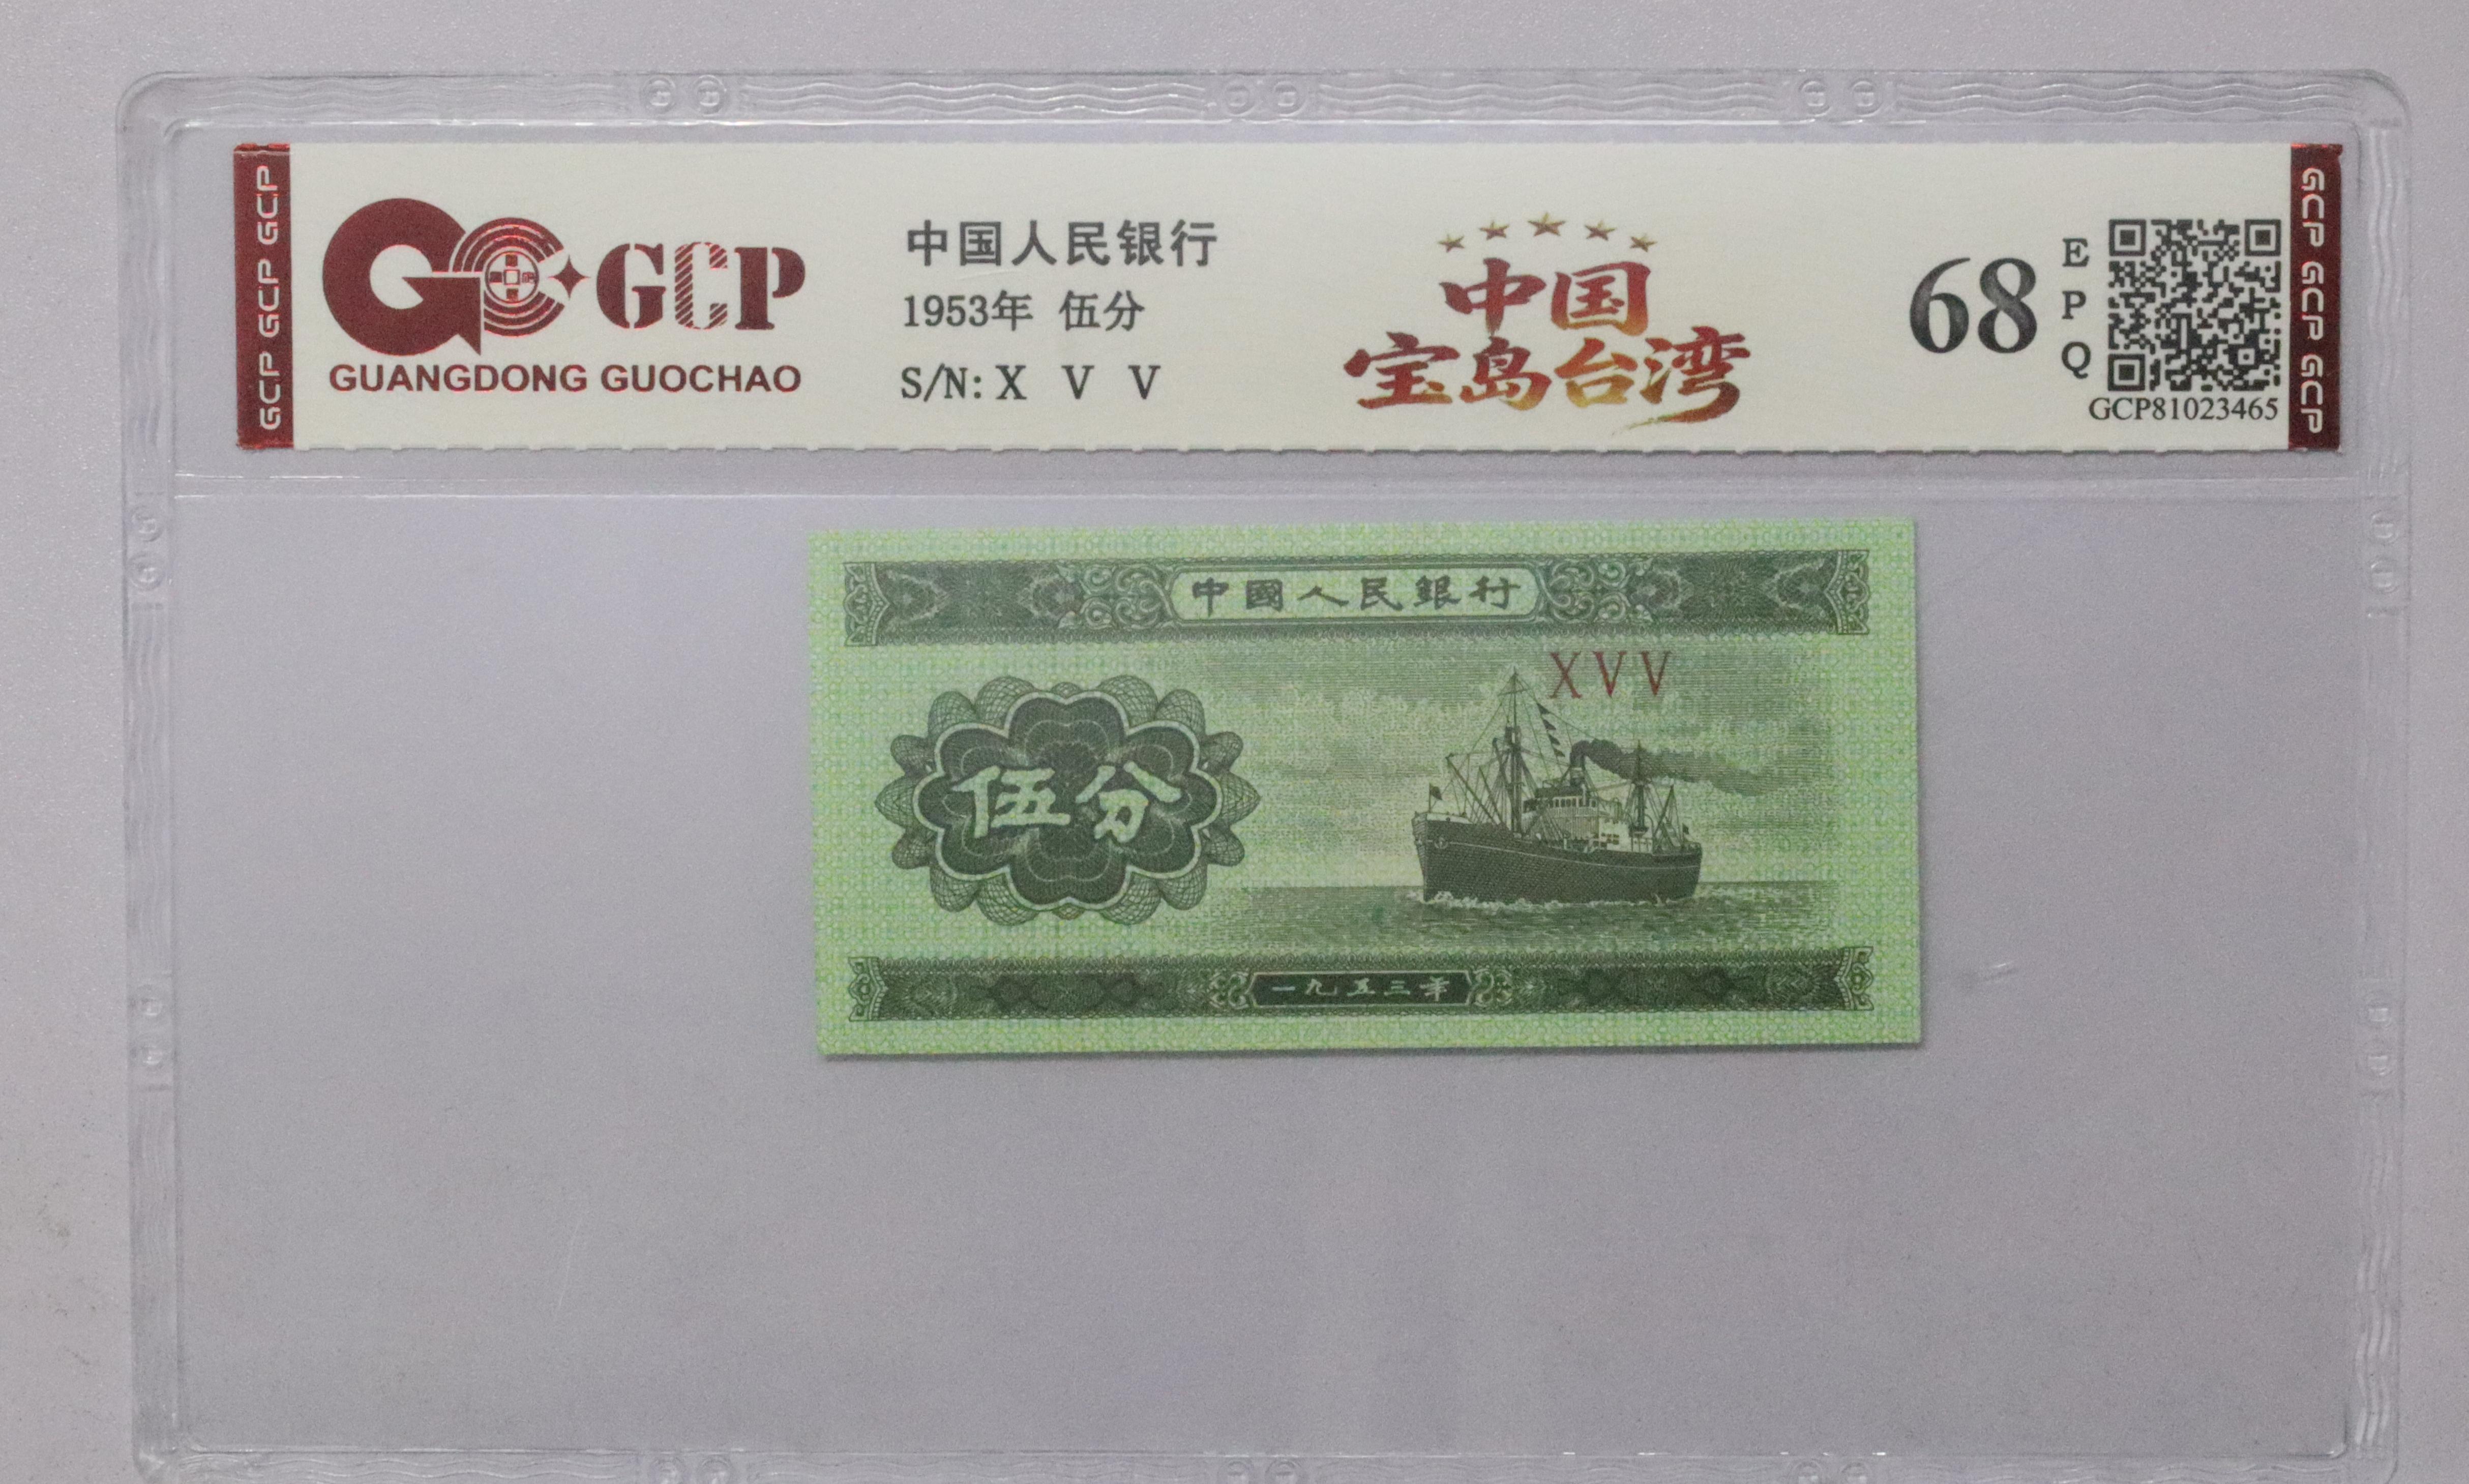 GCP GCP GCP
GCP
GUANGDONG GUOCHAO
中国人民银行
1953年 伍分
S/N: X V V
中国
宝岛台湾
68
E
P
Q
GCP81023465
GCP GCP GCP
中國人民銀行
XVV
伍分
一九五三年